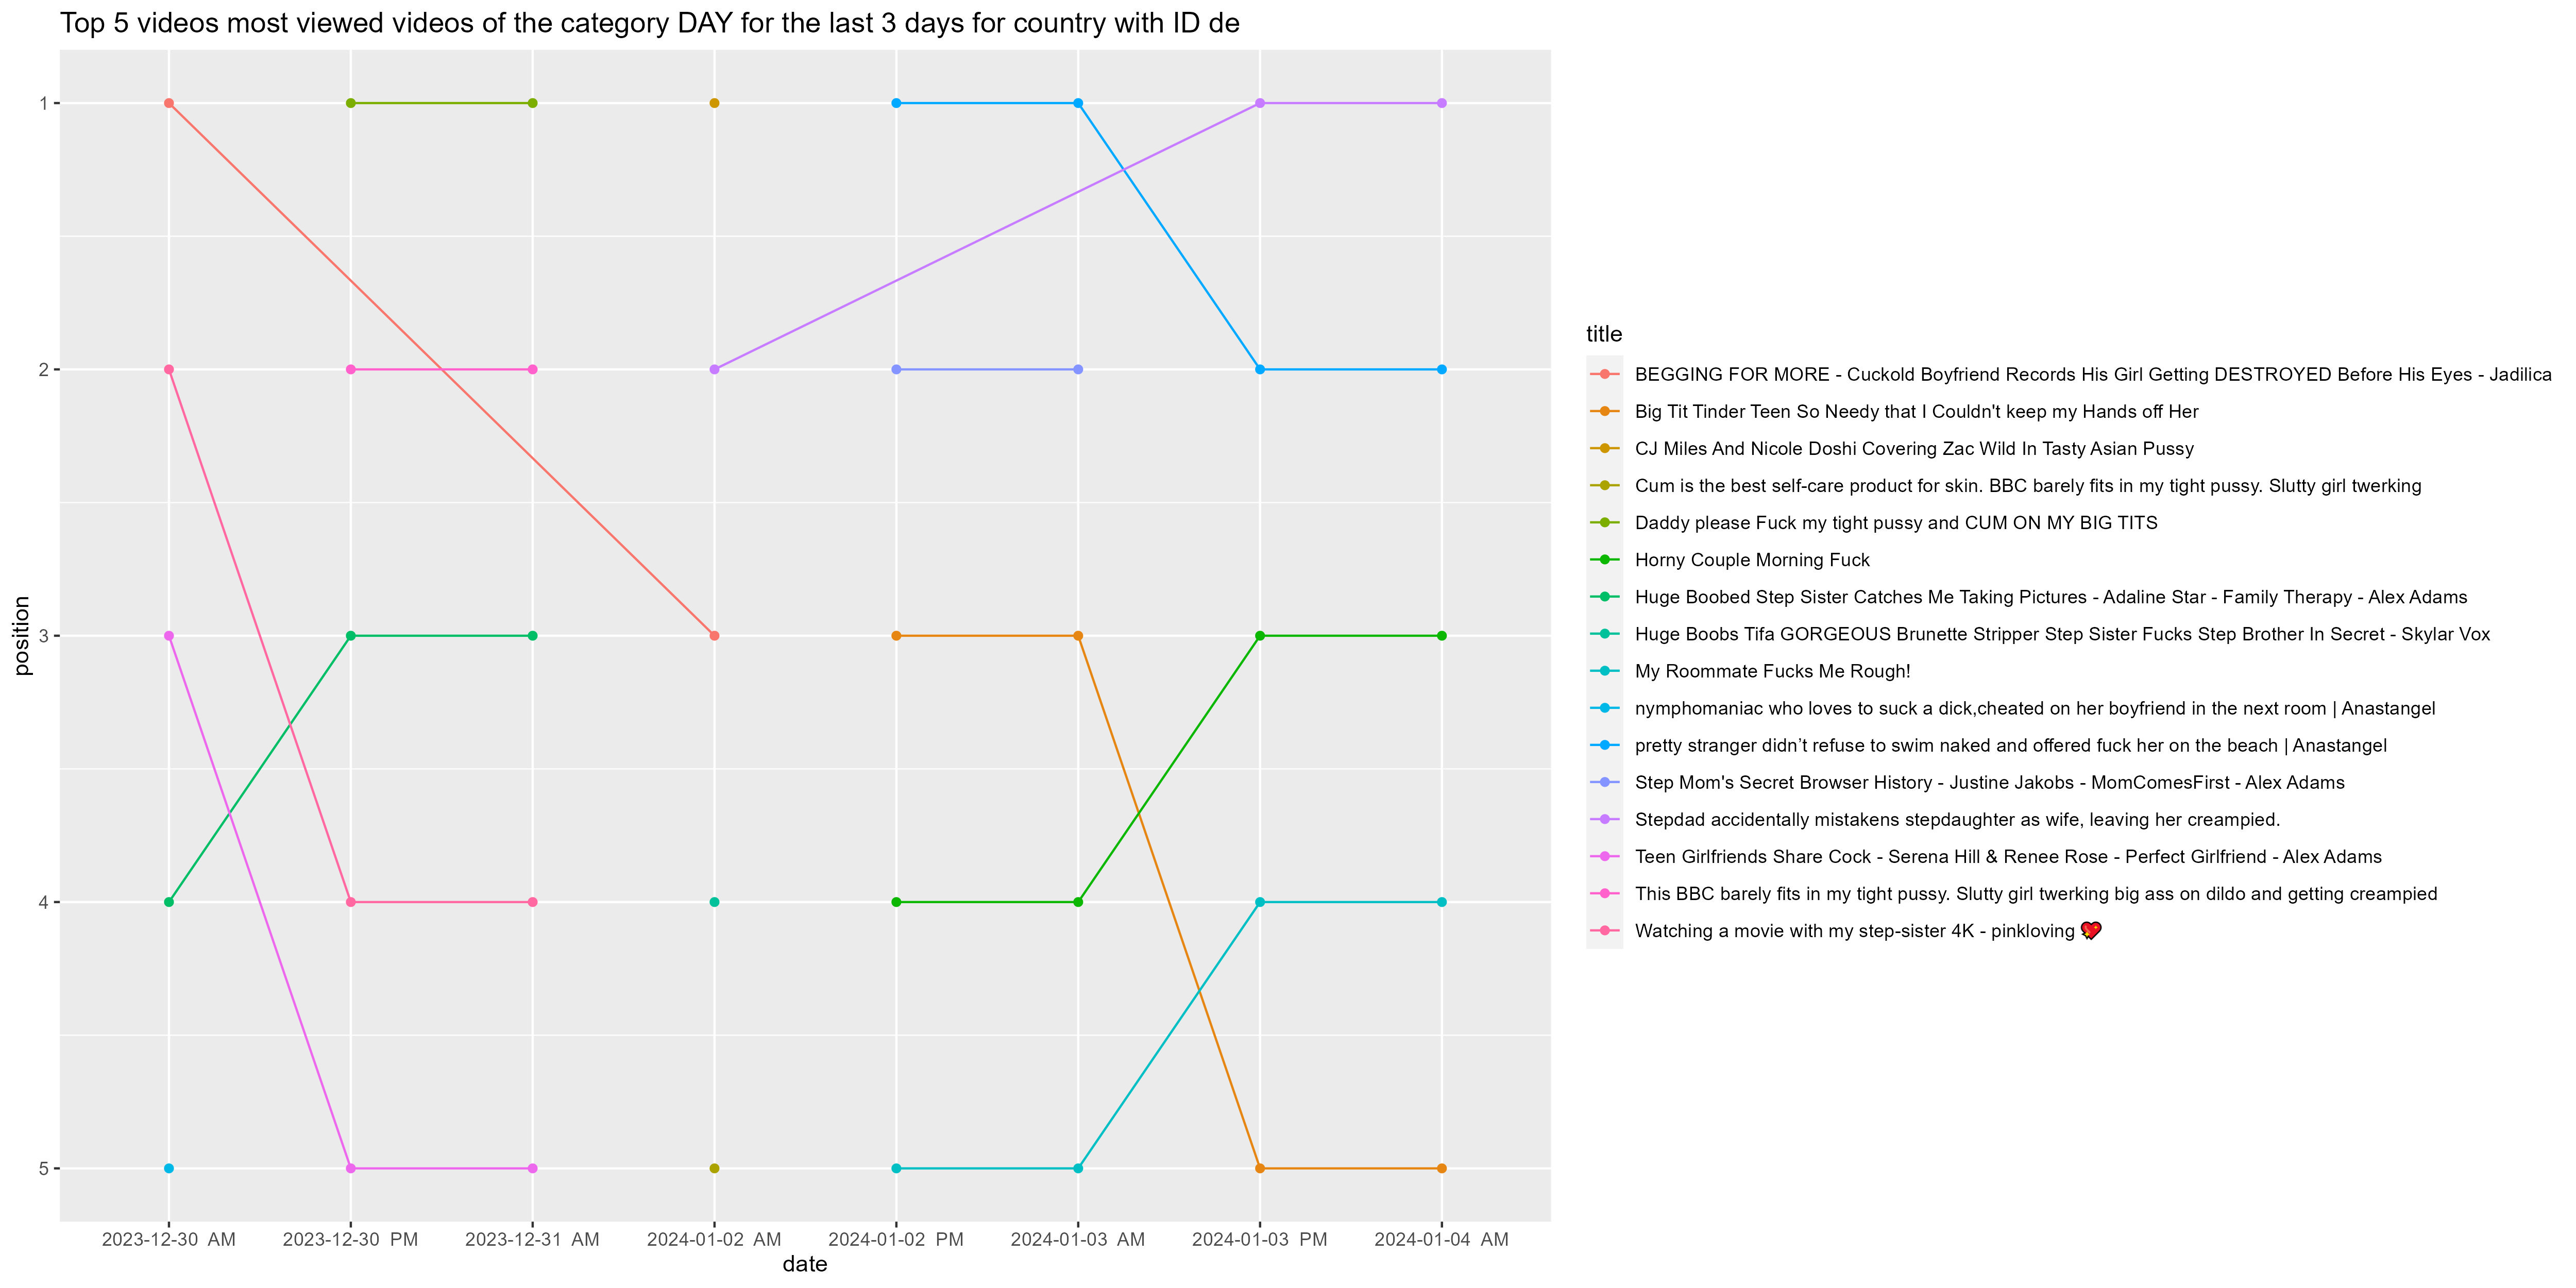 Top 5 videos most viewed videos of the category DAY for the last 3 days for country with ID de
position
1
2
3
4
5
2023-12-30 AM
2023-12-30 PM
2023-12-31 AM
2024-01-02 AM
2024-01-02 PM
2024-01-03 AM
2024-01-03 PM
2024-01-04 AM
date
title
BEGGING FOR MORE - Cuckold Boyfriend Records His Girl Getting DESTROYED Before His Eyes - Jadilica
Big Tit Tinder Teen So Needy that I Couldn't keep my Hands off Her
CJ Miles And Nicole Doshi Covering Zac Wild In Tasty Asian Pussy
Cum is the best self-care product for skin. BBC barely fits in my tight pussy. Slutty girl twerking
Daddy please Fuck my tight pussy and CUM ON MY BIG TITS
Horny Couple Morning Fuck
Huge Boobed Step Sister Catches Me Taking Pictures - Adaline Star - Family Therapy - Alex Adams
Huge Boobs Tifa GORGEOUS Brunette Stripper Step Sister Fucks Step Brother In Secret - Skylar Vox
My Roommate Fucks Me Rough!
nymphomaniac who loves to suck a dick,cheated on her boyfriend in the next room | Anastangel
pretty stranger didn’t refuse to swim naked and offered fuck her on the beach | Anastangel
Step Mom's Secret Browser History - Justine Jakobs - MomComesFirst - Alex Adams
Stepdad accidentally mistakens stepdaughter as wife, leaving her creampied.
Teen Girlfriends Share Cock - Serena Hill & Renee Rose - Perfect Girlfriend - Alex Adams
This BBC barely fits in my tight pussy. Slutty girl twerking big ass on dildo and getting creampied
Watching a movie with my step-sister 4K - pinkloving 💖